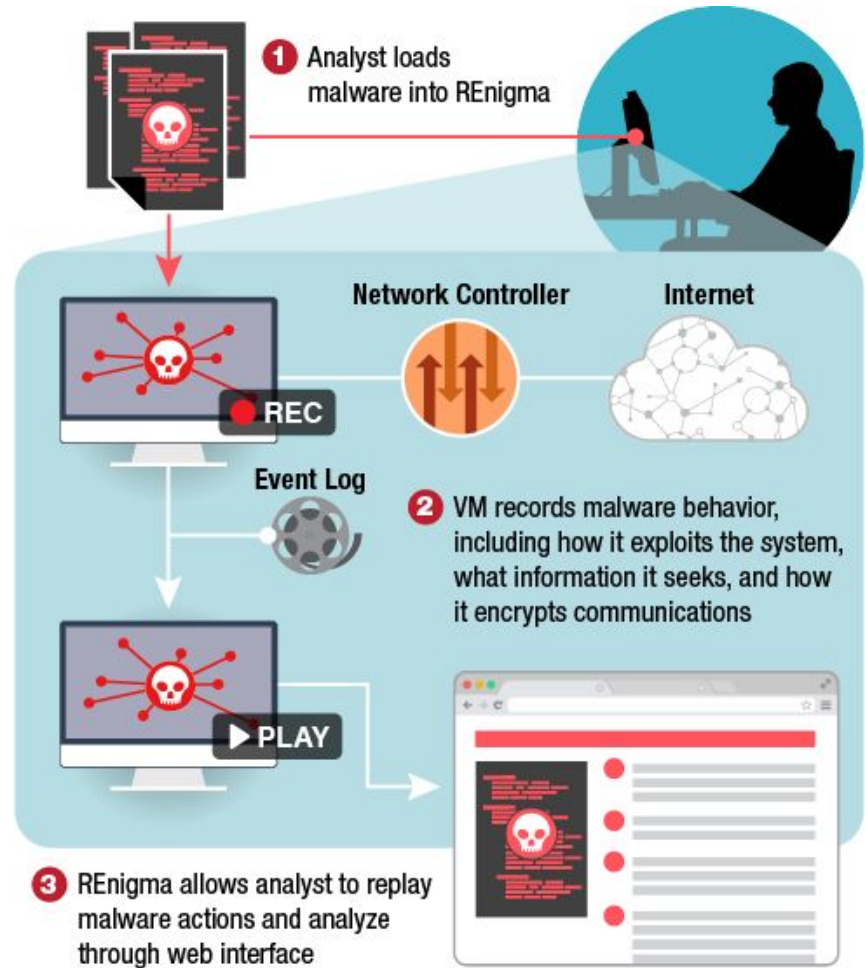 1 Analyst loads
malware into REnigma
Network Controller
Internet
REC
Event Log
2 VM records malware behavior,
including how it exploits the system,
what information it seeks, and how
it encrypts communications
PLAY
3 REnigma allows analyst to replay
malware actions and analyze
through web interface